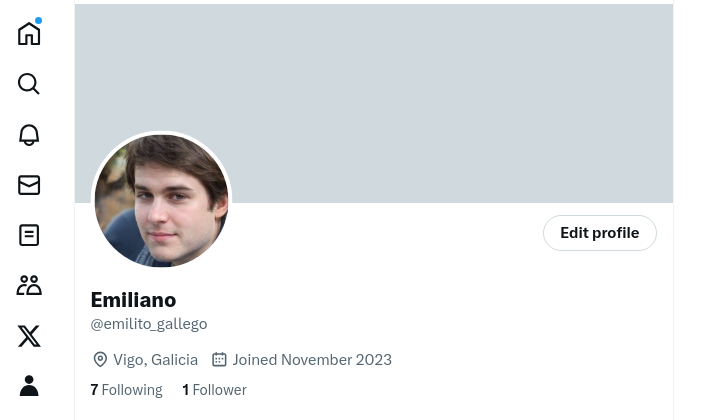 Edit profile
Emiliano
@emilito_gallego
Vigo, Galicia Joined November 2023
7 Following 1 Follower